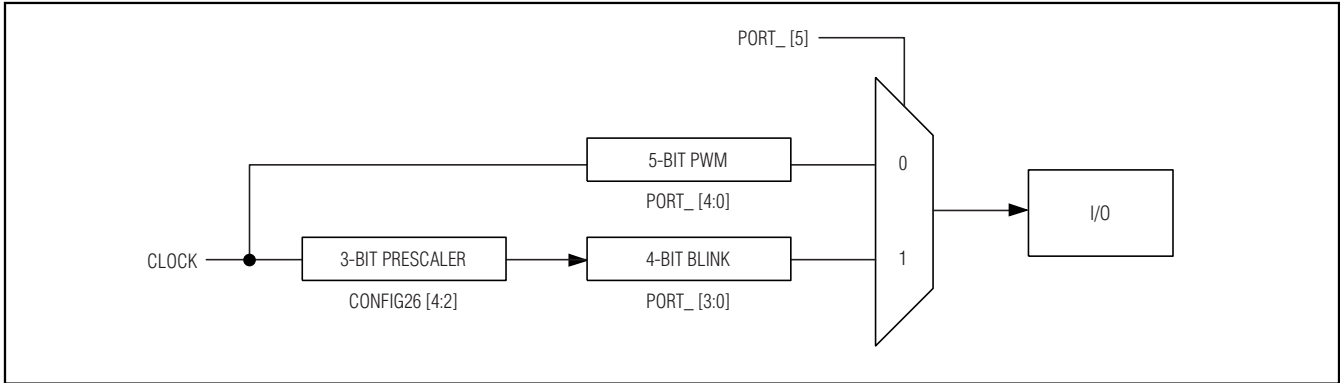 PORT_ [5]
5-BIT PWM
0
PORT_ [4:0]
I/O
CLOCK
3-BIT PRESCALER
4-BIT BLINK
1
CONFIG26 [4:2]
PORT_ [3:0]